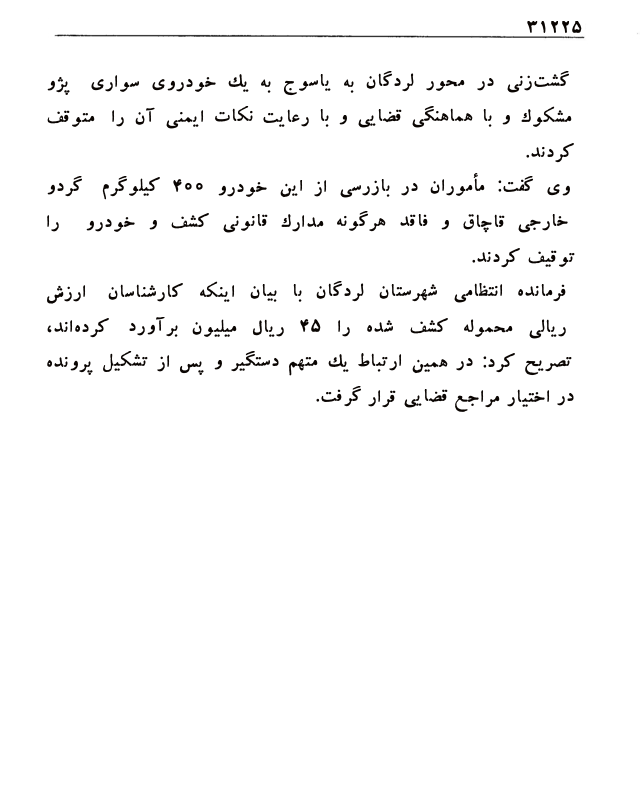 ۳۱۲۲۵
گشت‌زنی در محور لردگان به یاسوج به یك خودروی سواری پژو
مشکوك و با هماهنگی قضایی و با رعایت نکات ایمنی آن را متوقف
کردند.
وی گفت: مأموران در بازرسی از این خودرو ۴۰۰ کیلوگرم گردو
خارجی قاچاق و فاقد هرگونه مدارك قانونی کشف و خودرو را
توقیف کردند.
فرمانده انتظامی شهرستان لردگان با بیان اینکه کارشناسان ارزش
ریالی محموله کشف شده را ۴۵ ریال میلیون برآورد کرده‌اند،
تصریح کرد: در همین ارتباط یك متهم دستگیر و پس از تشکیل پرونده
در اختیار مراجع قضایی قرار گرفت.